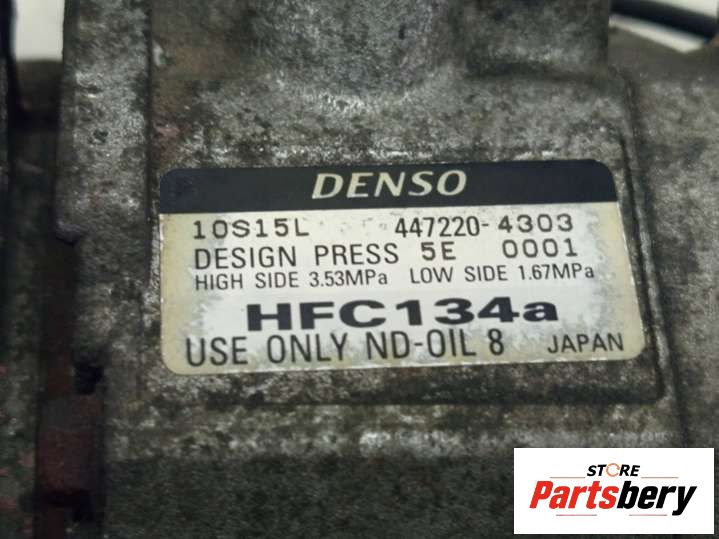 DENSO
10S15L 447220-4303
DESIGN PRESS 5E 0001
HIGH SIDE 3.53MPa LOW SIDE 1.67MPa
HFC134a
USE ONLY ND-OIL 8 JAPAN
STORE
Partsbery